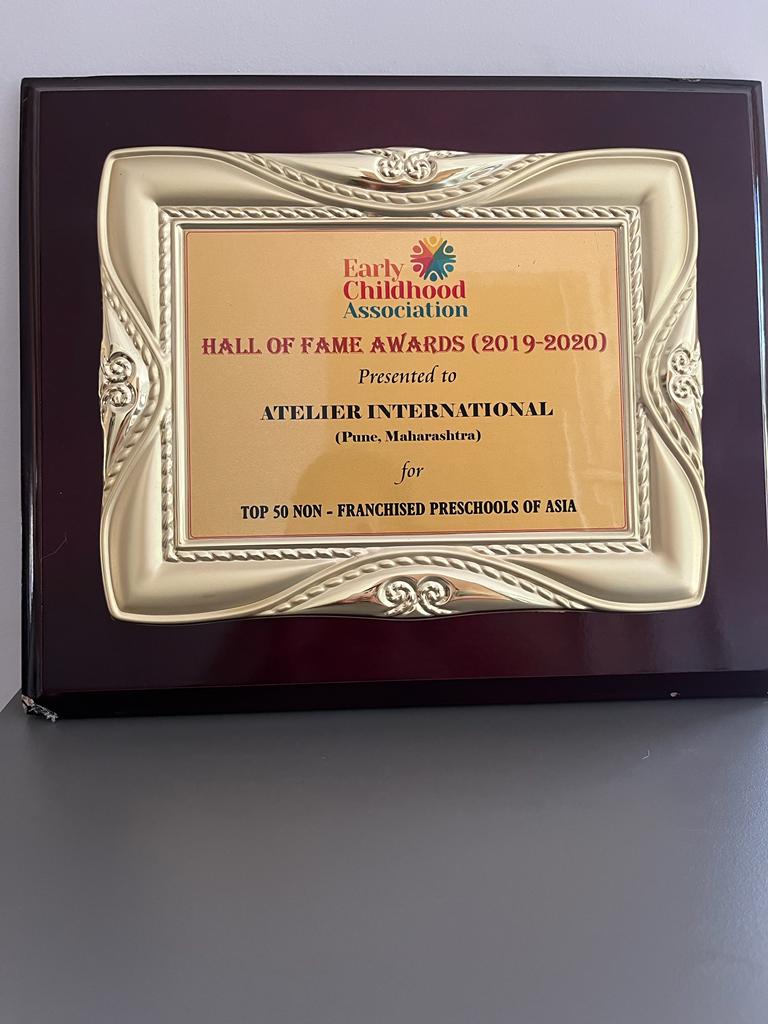 Early
Childhood
Association
HALL OF FAME AWARDS (2019-2020)
Presented to
ATELIER INTERNATIONAL
(Pune, Maharashtra)
for
TOP 50 NON - FRANCHISED PRESCHOOLS OF ASIA